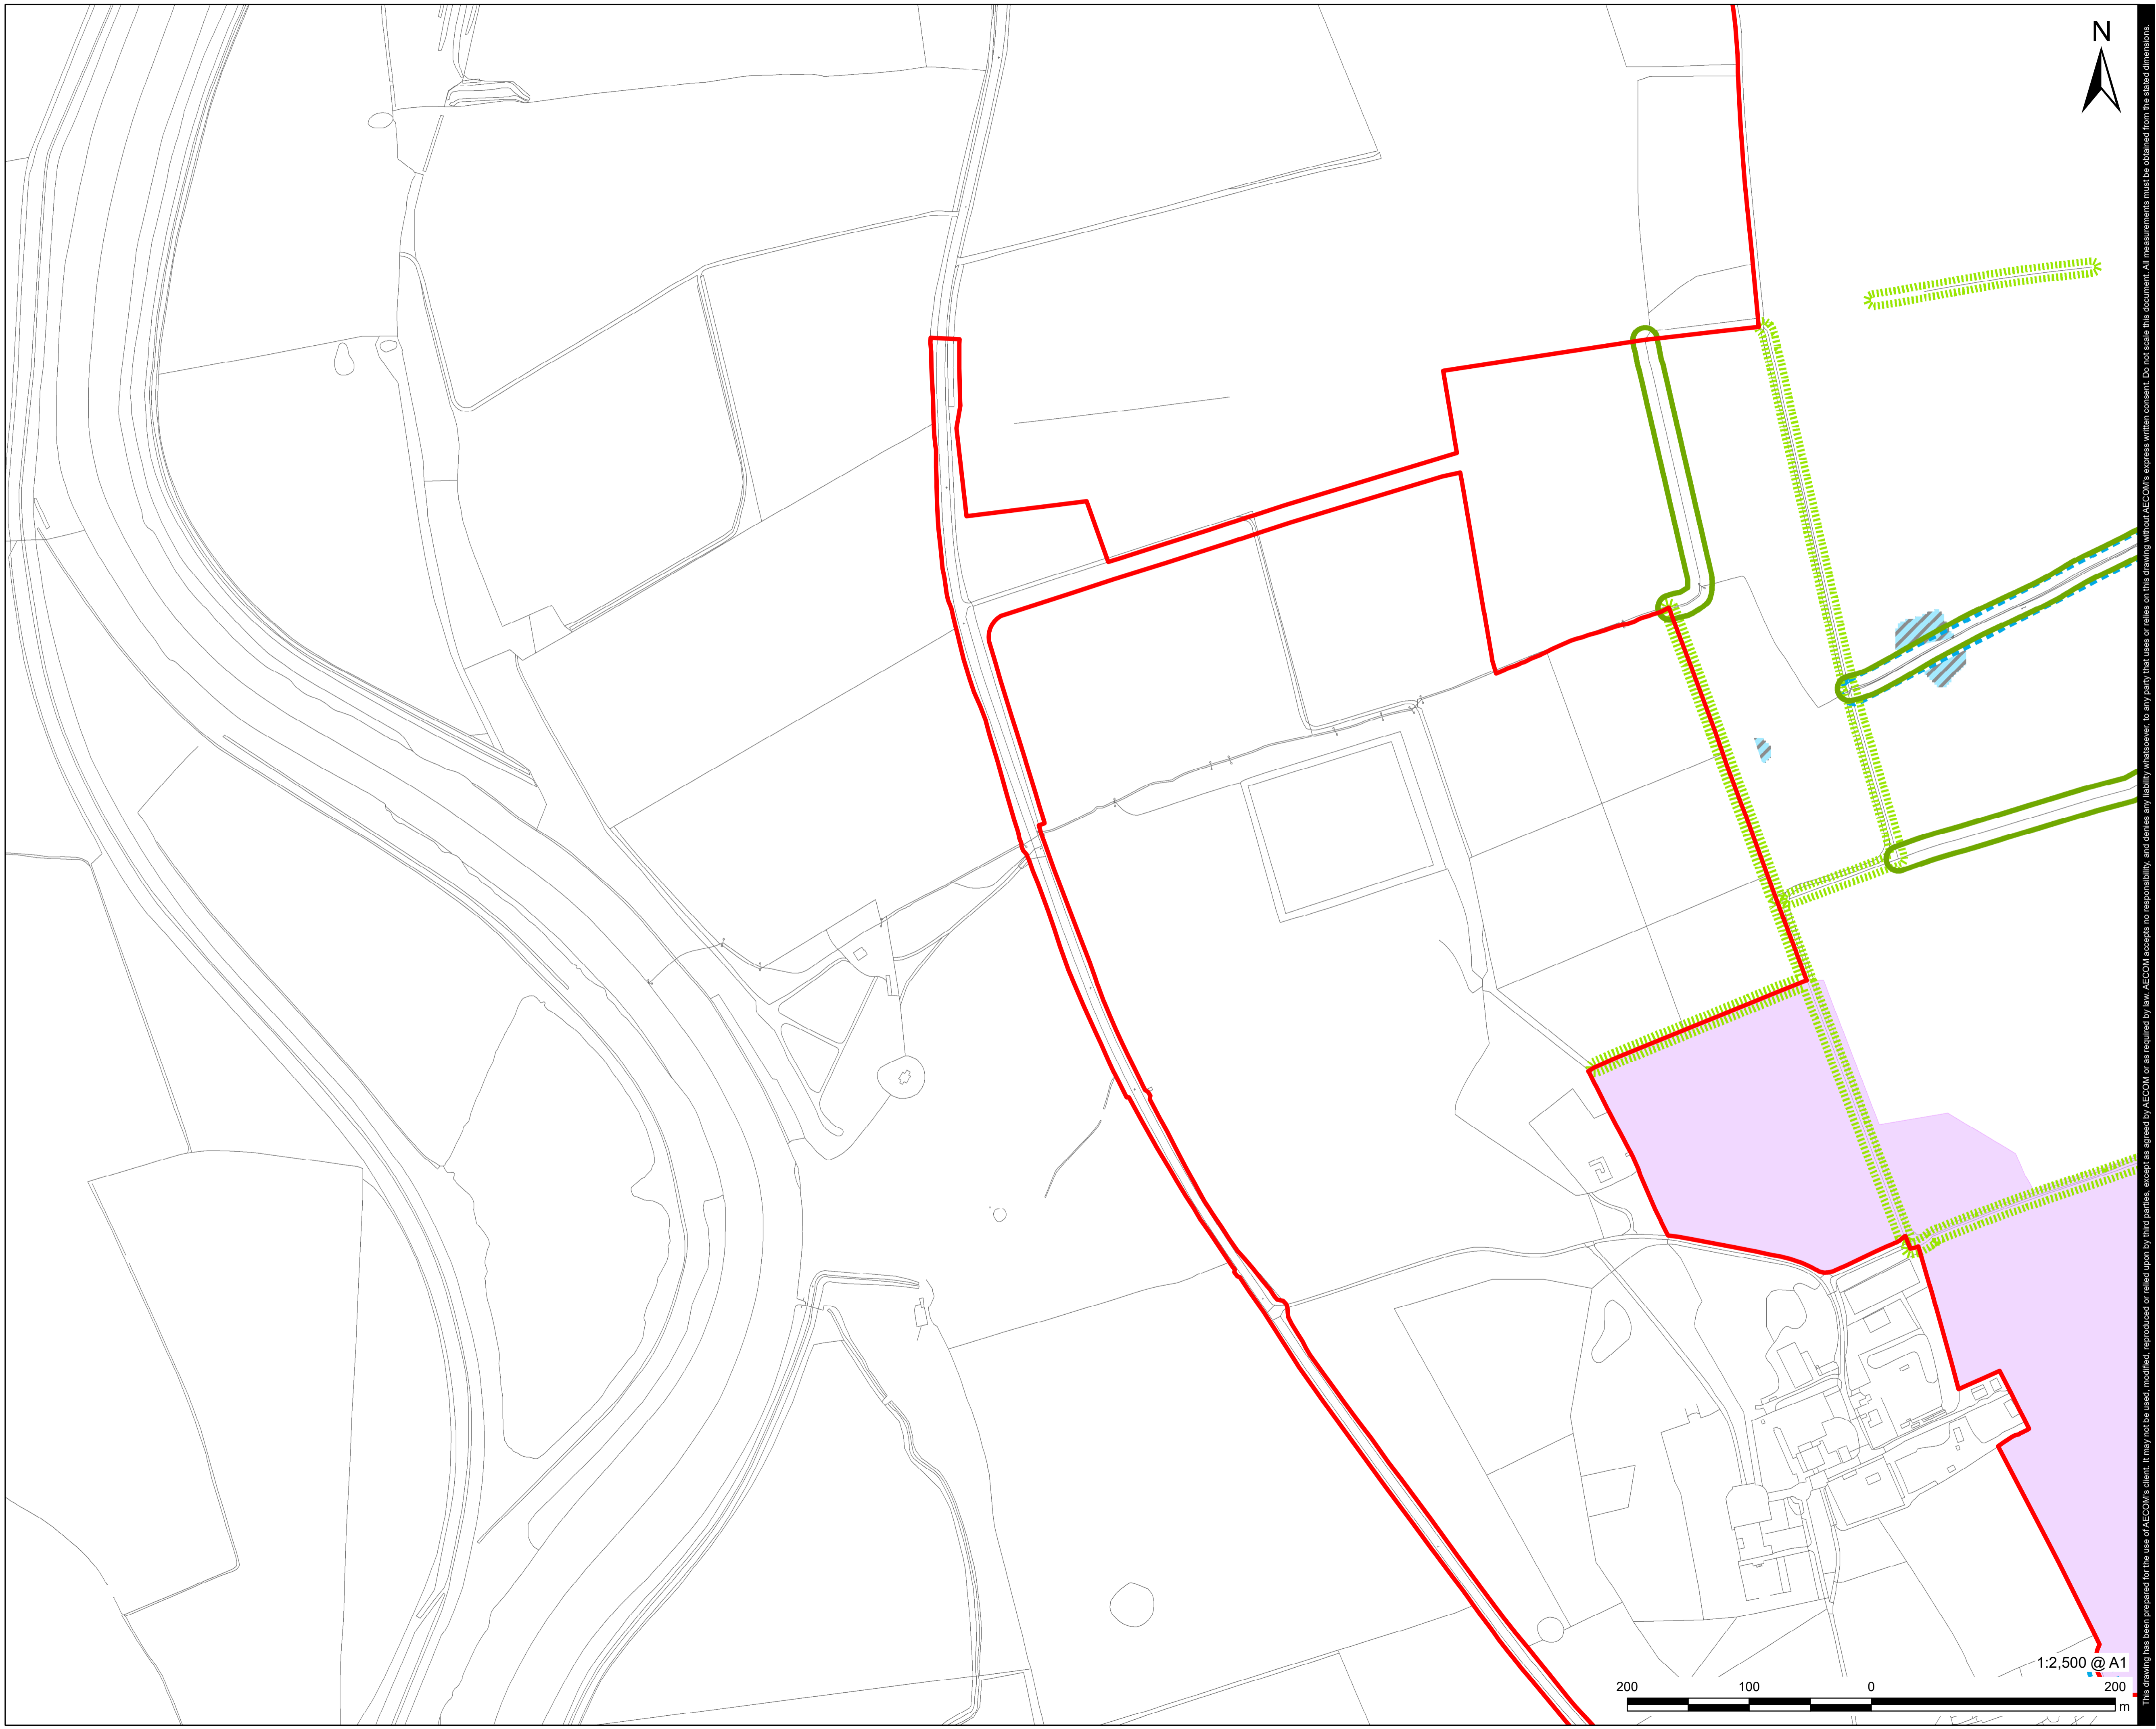 N
This drawing has been prepared for the use of AECOM's client. It may not be used, modified, reproduced or relied upon by third parties, except as agreed by AECOM or as required by law. AECOM accepts no responsibility, and denies any liability whatsoever, to any party that uses or relies on this drawing without AECOM's express written consent. Do not scale this document. All measurements must be obtained from the stated dimensions.
1:2,500 @ A1
200 100 0 200
m